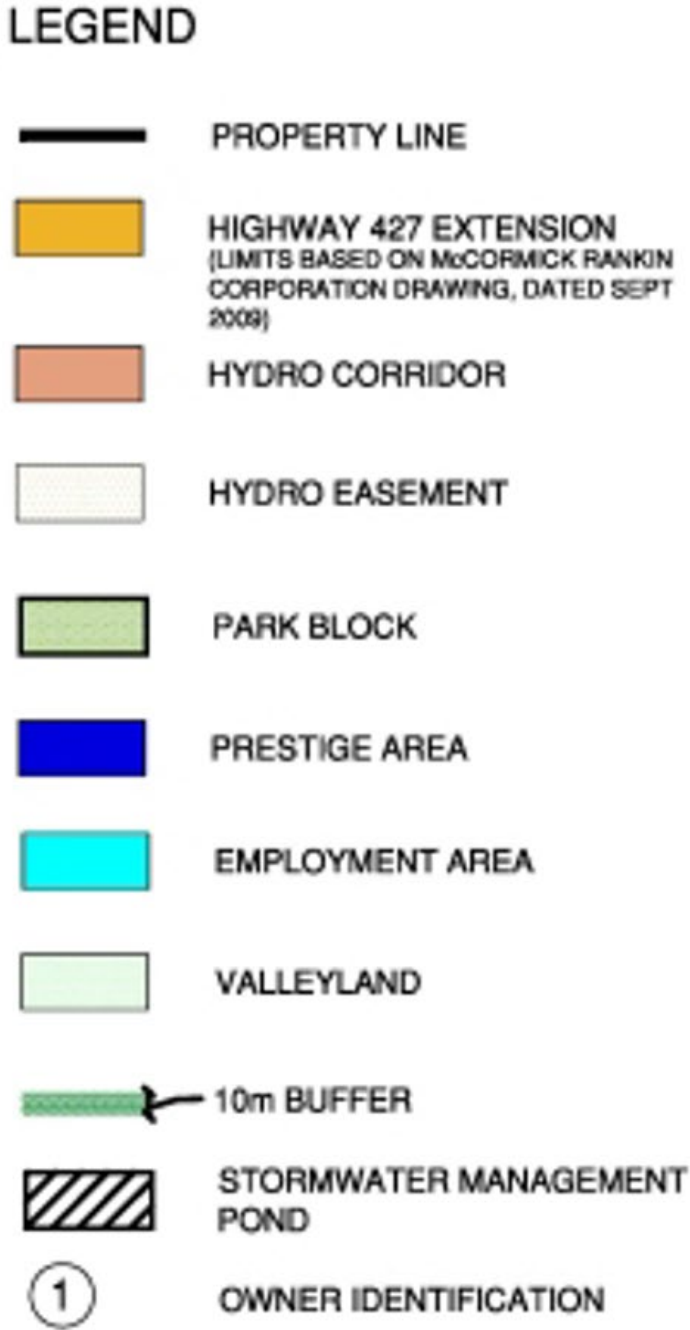 LEGEND
PROPERTY LINE
HIGHWAY 427 EXTENSION
(LIMITS BASED ON McCORMICK RANKIN
CORPORATION DRAWING, DATED SEPT
2009)
HYDRO CORRIDOR
HYDRO EASEMENT
PARK BLOCK
PRESTIGE AREA
EMPLOYMENT AREA
VALLEYLAND
10m BUFFER
STORMWATER MANAGEMENT
POND
1 OWNER IDENTIFICATION